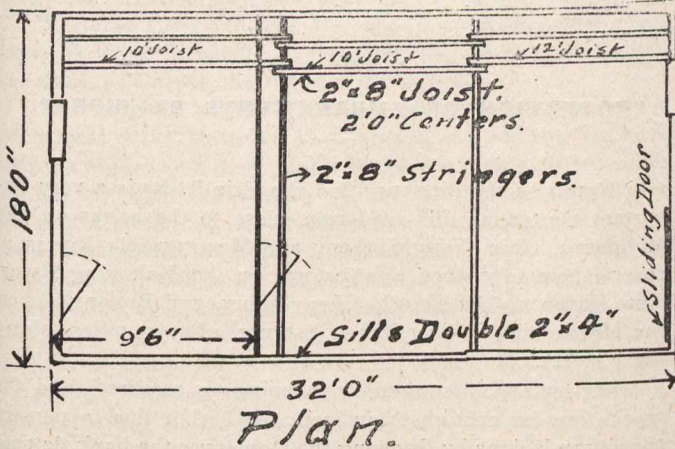 10'Joist
10'Joist
12'Joist
2"x8" Joist.
2'0" Centers.
2"x8" Stringers.
18'0"
Sliding Door
9'6"
Sills Double 2"x4"
32'0"
Plan.